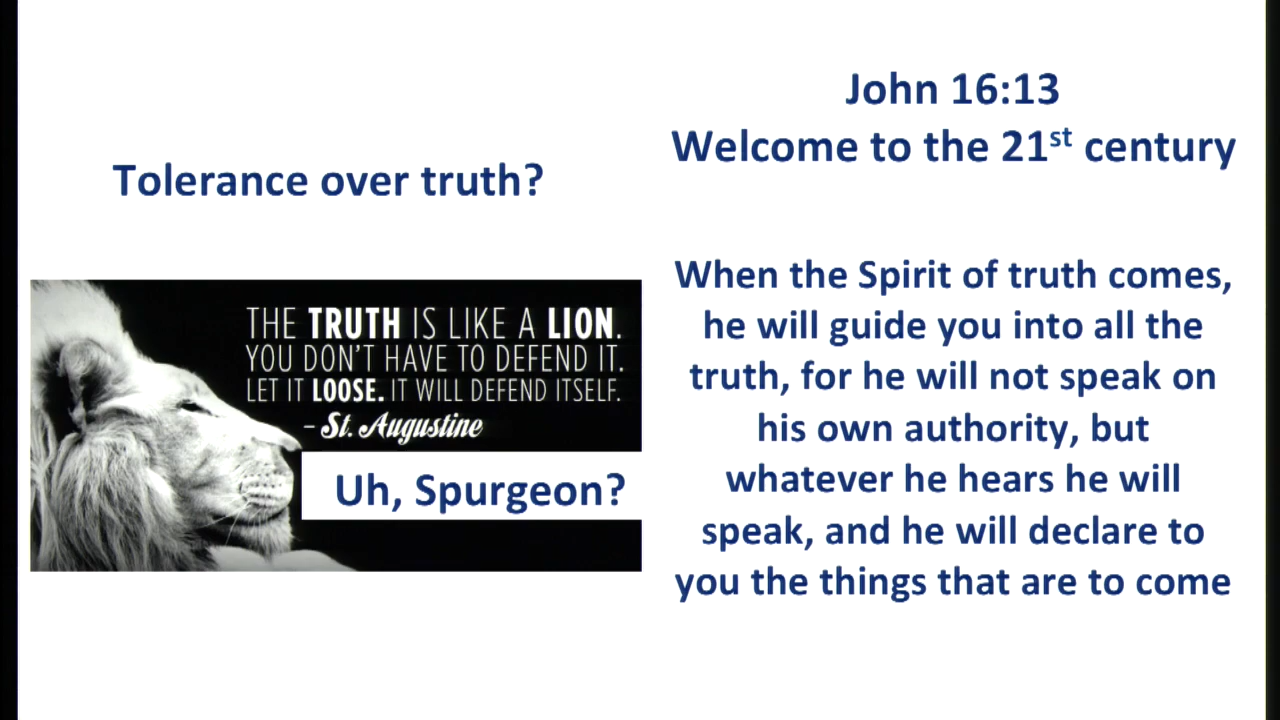 Tolerance over truth?
THE TRUTH IS LIKE A LION.
YOU DON'T HAVE TO DEFEND IT.
LET IT LOOSE. IT WILL DEFEND ITSELF.
– St. Augustine
Uh, Spurgeon?
John 16:13
Welcome to the 21st century
When the Spirit of truth comes,
he will guide you into all the
truth, for he will not speak on
his own authority, but
whatever he hears he will
speak, and he will declare to
you the things that are to come